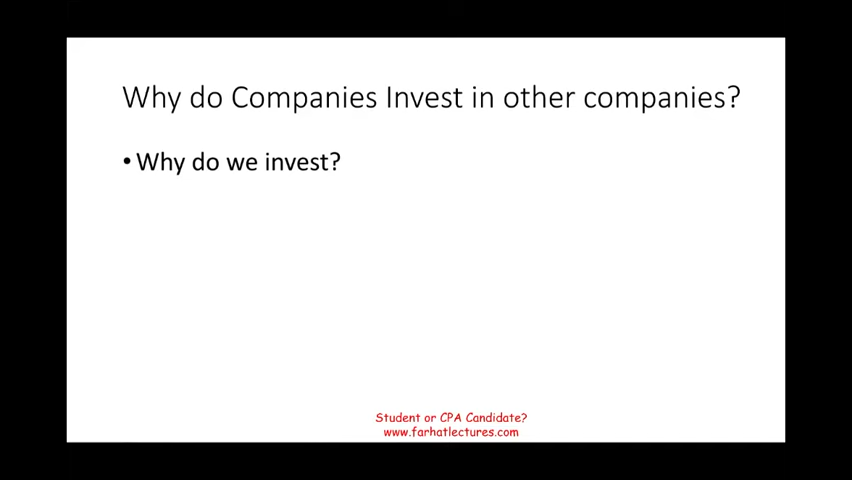 Why do Companies Invest in other companies?
• Why do we invest?
Student or CPA Candidate?
www.farhatlectures.com